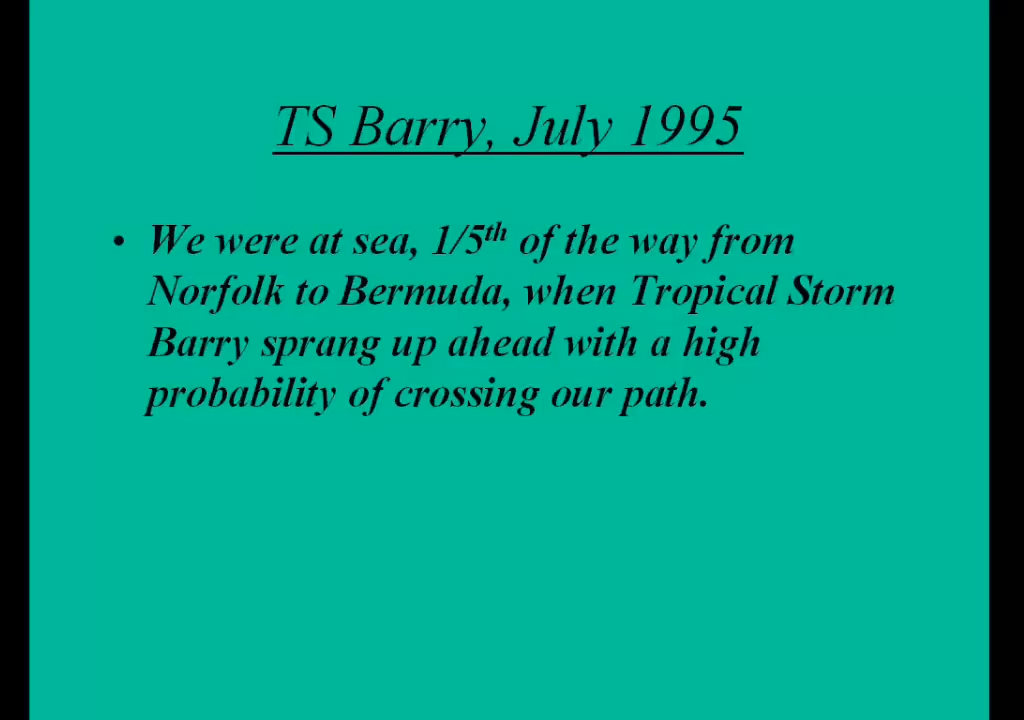 TS Barry, July 1995
• We were at sea, 1/5th of the way from
Norfolk to Bermuda, when Tropical Storm
Barry sprang up ahead with a high
probability of crossing our path.